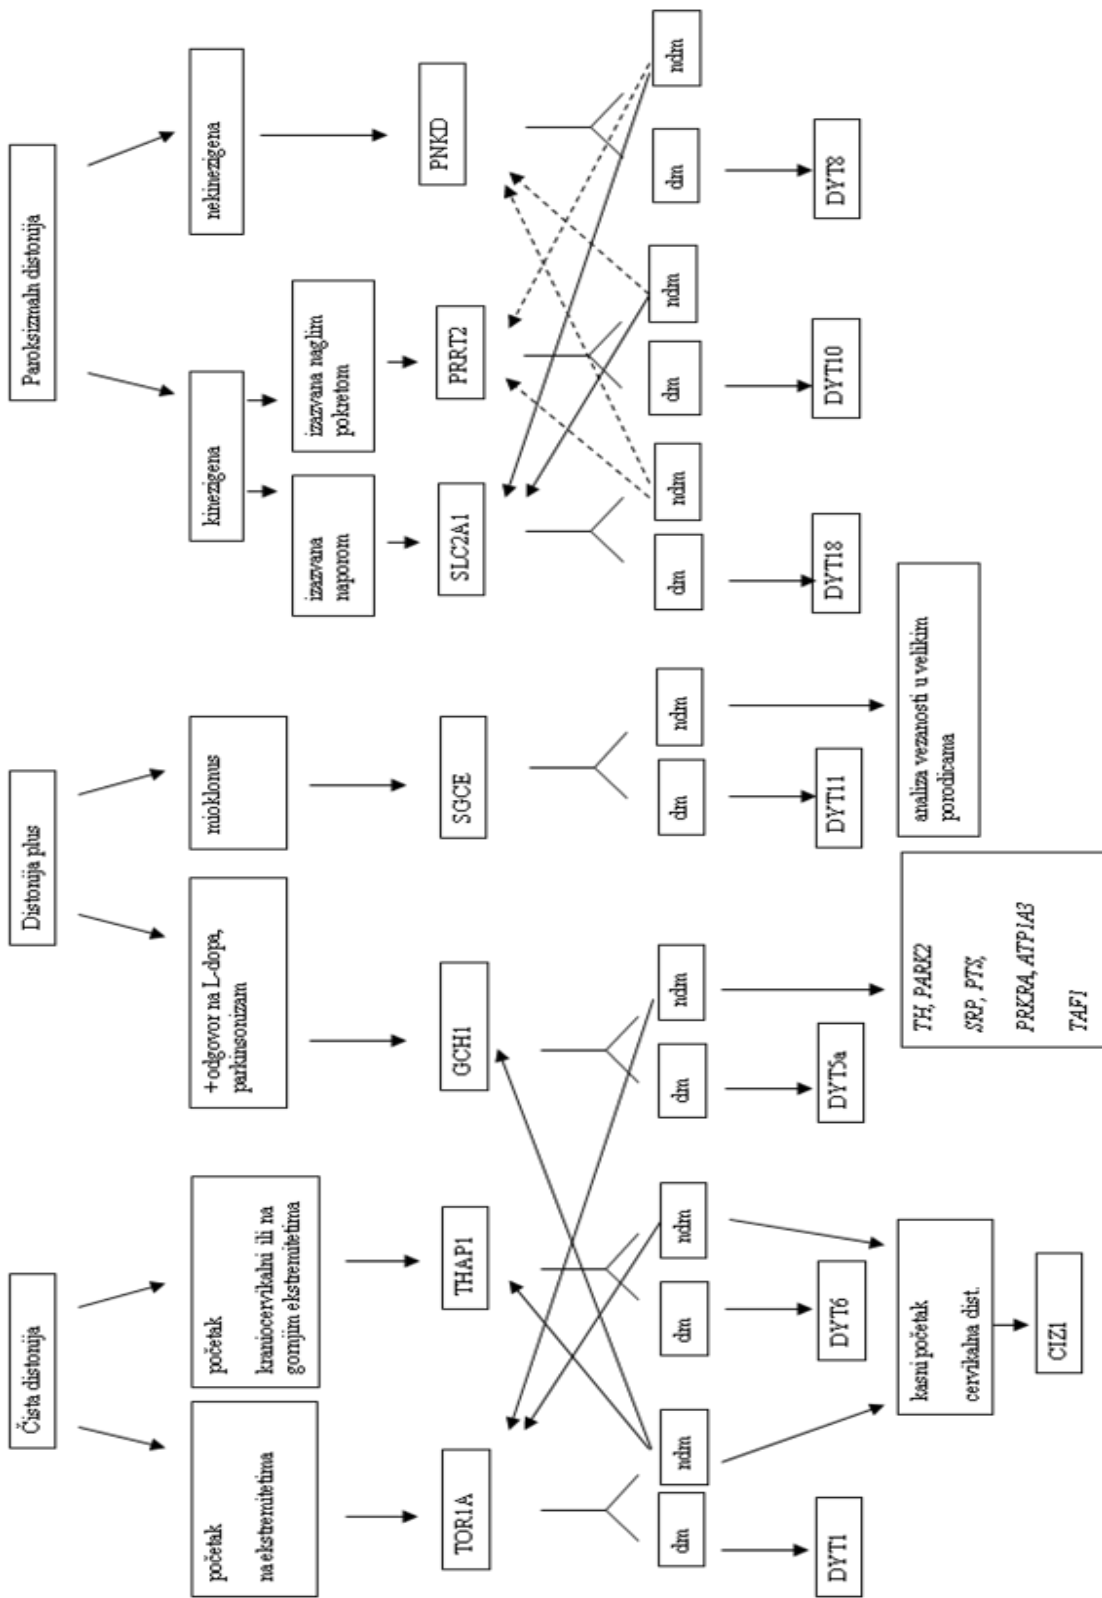 Čista distonija
Distonija plus
Paroksizmaln distonija
početak
na ekstremitetima
početak
kraniocervikalni ili na
gornjim ekstremitetima
+odgovor na L-dopa,
parkinsonizam
mioklonus
kinezigena
nekinezigena
izazvana
naporom
izazvana naglim
pokretom
TOR1A
THAP1
GCH1
SGCE
SLC2A1
PRRT2
PNKD
dm
ndm
dm
ndm
dm
ndm
dm
ndm
dm
ndm
dm
ndm
dm
ndm
DYT1
DYT6
DYT5a
DYT11
DYT18
DYT10
DYT8
kasni početak
cervikalna dist.
TH, PARK2
SRP, PTS,
PRKRA, ATP1A3
TAF1
analiza vezanosti u velikim
porodicama
CIZ1